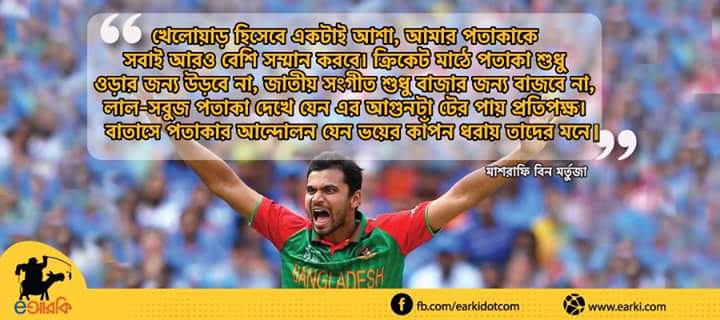 খেলোয়াড় হিসেবে একটাই আশা, আমার পতাকাকে
সবাই আরও বেশি সম্মান করবে। ক্রিকেট মাঠে পতাকা শুধু
ওড়ার জন্য উড়বে না, জাতীয় সংগীত শুধু বাজার জন্য বাজবে না,
লাল-সবুজ পতাকা দেখে যেন এর আগুনটা টের পায় প্রতিপক্ষ।
বাতাসে পতাকার আন্দোলন যেন ভয়ের কাঁপন ধরায় তাদের মনে।
মাশরাফি বিন মর্তুজা
BANGLADESH
eআরকি
fb.com/earkidotcom
www.earki.com